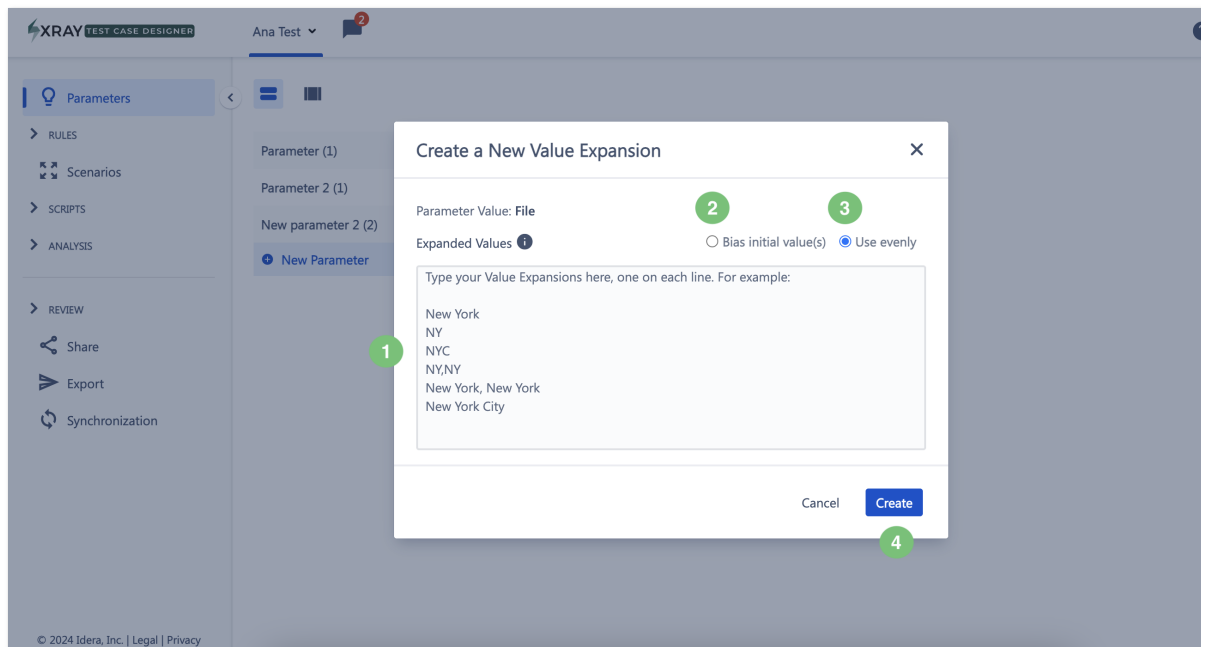 XRAY TEST CASE DESIGNER
Ana Test
2
Parameters
RULES
Scenarios
SCRIPTS
ANALYSIS
REVIEW
Share
Export
Synchronization
© 2024 Idera, Inc. | Legal | Privacy
Parameter (1)
Parameter 2 (1)
New parameter 2 (2)
New Parameter
Create a New Value Expansion
Parameter Value: File
2
3
Expanded Values
Bias initial value(s)
Use evenly
1
Type your Value Expansions here, one on each line. For example:
New York
NY
NYC
NY,NY
New York, New York
New York City
Cancel
Create
4